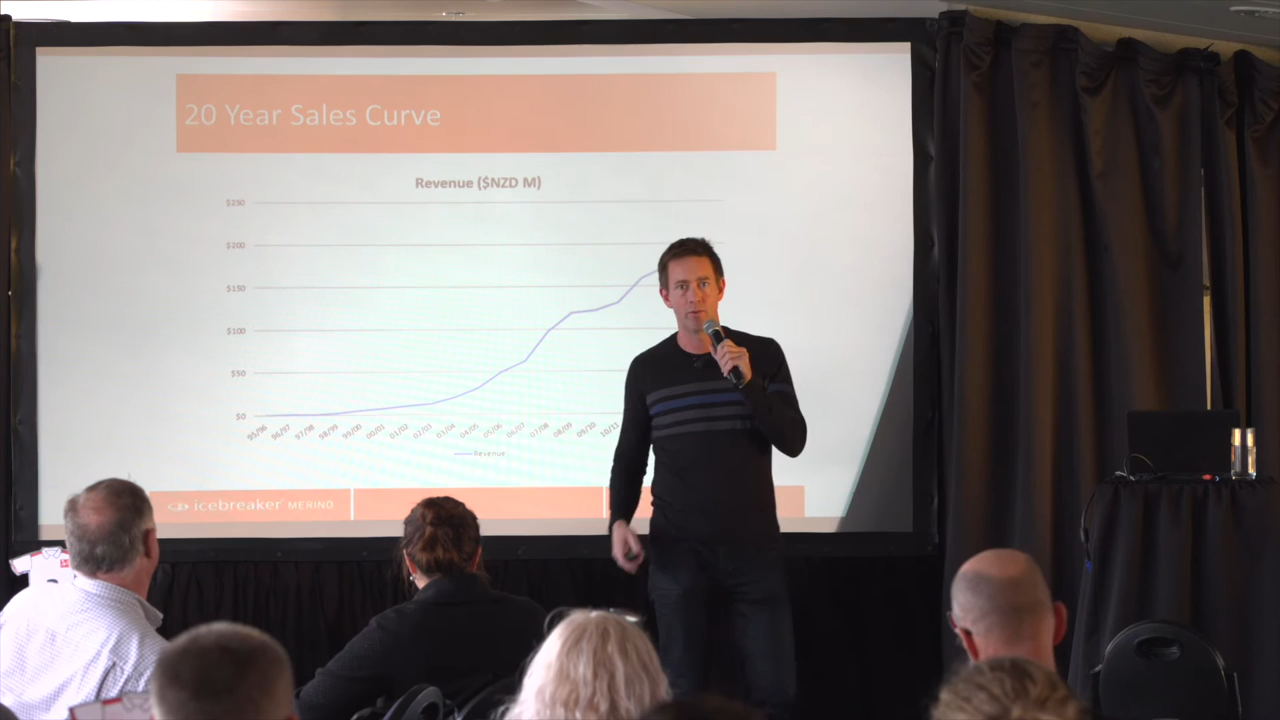 20 Year Sales Curve
Revenue ($NZD M)
$250
$200
$150
$100
$50
$0
95/96 96/97 97/98 98/99 99/00 00/01 01/02 02/03 03/04 04/05 05/06 06/07 07/08 08/09 09/10 10/11
Revenue
icebreaker MERINO